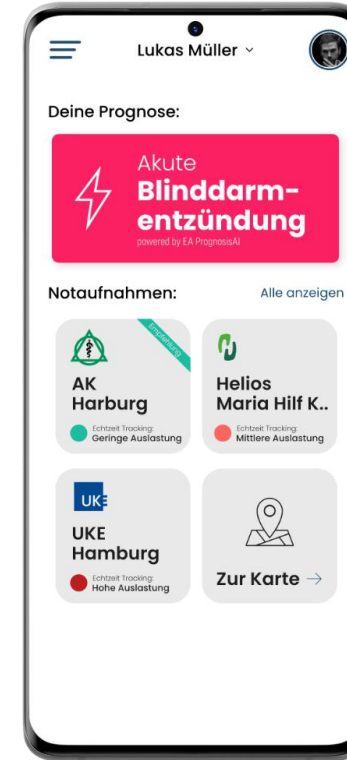 Lukas Müller
Deine Prognose:
Akute
Blinddarm-
entzündung
powered by EA PrognosisAI
Notaufnahmen:
Alle anzeigen
Empfehlung
AK
Harburg
Echtzeit Tracking:
Geringe Auslastung
Helios
Maria Hilf K..
Echtzeit Tracking:
Mittlere Auslastung
UKE
UKE
Hamburg
Echtzeit Tracking:
Hohe Auslastung
Zur Karte →